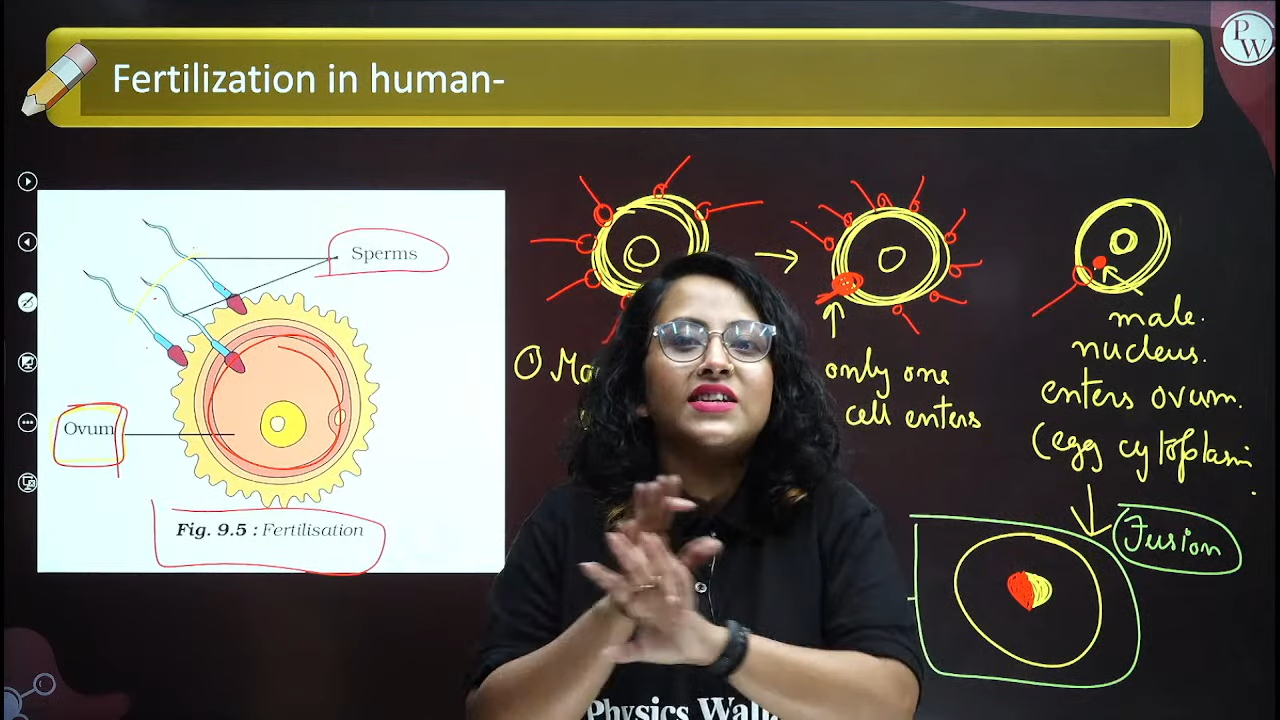 Fertilization in human-
PW
Sperms
Ovum
Fig. 9.5 : Fertilisation
only one
cell enters
male.
nucleus.
enters ovum.
(egg cytoplasm
Fusion
Physics